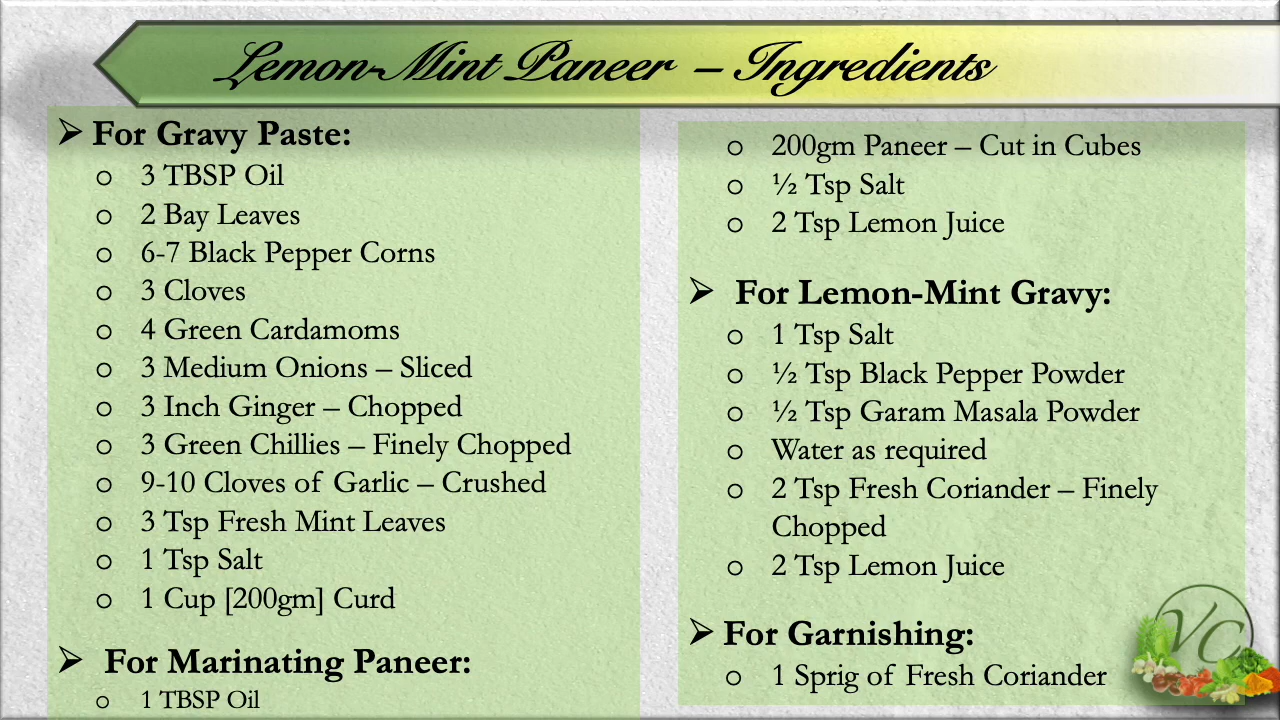 Lemon-Mint Paneer – Ingredients
➢ For Gravy Paste:
o 3 TBSP Oil
o 2 Bay Leaves
o 6-7 Black Pepper Corns
o 3 Cloves
o 4 Green Cardamoms
o 3 Medium Onions – Sliced
o 3 Inch Ginger – Chopped
o 3 Green Chillies – Finely Chopped
o 9-10 Cloves of Garlic – Crushed
o 3 Tsp Fresh Mint Leaves
o 1 Tsp Salt
o 1 Cup [200gm] Curd
➢ For Marinating Paneer:
o 1 TBSP Oil
o 200gm Paneer – Cut in Cubes
o ½ Tsp Salt
o 2 Tsp Lemon Juice
➢ For Lemon-Mint Gravy:
o 1 Tsp Salt
o ½ Tsp Black Pepper Powder
o ½ Tsp Garam Masala Powder
o Water as required
o 2 Tsp Fresh Coriander – Finely
Chopped
o 2 Tsp Lemon Juice
➢ For Garnishing:
o 1 Sprig of Fresh Coriander
VC